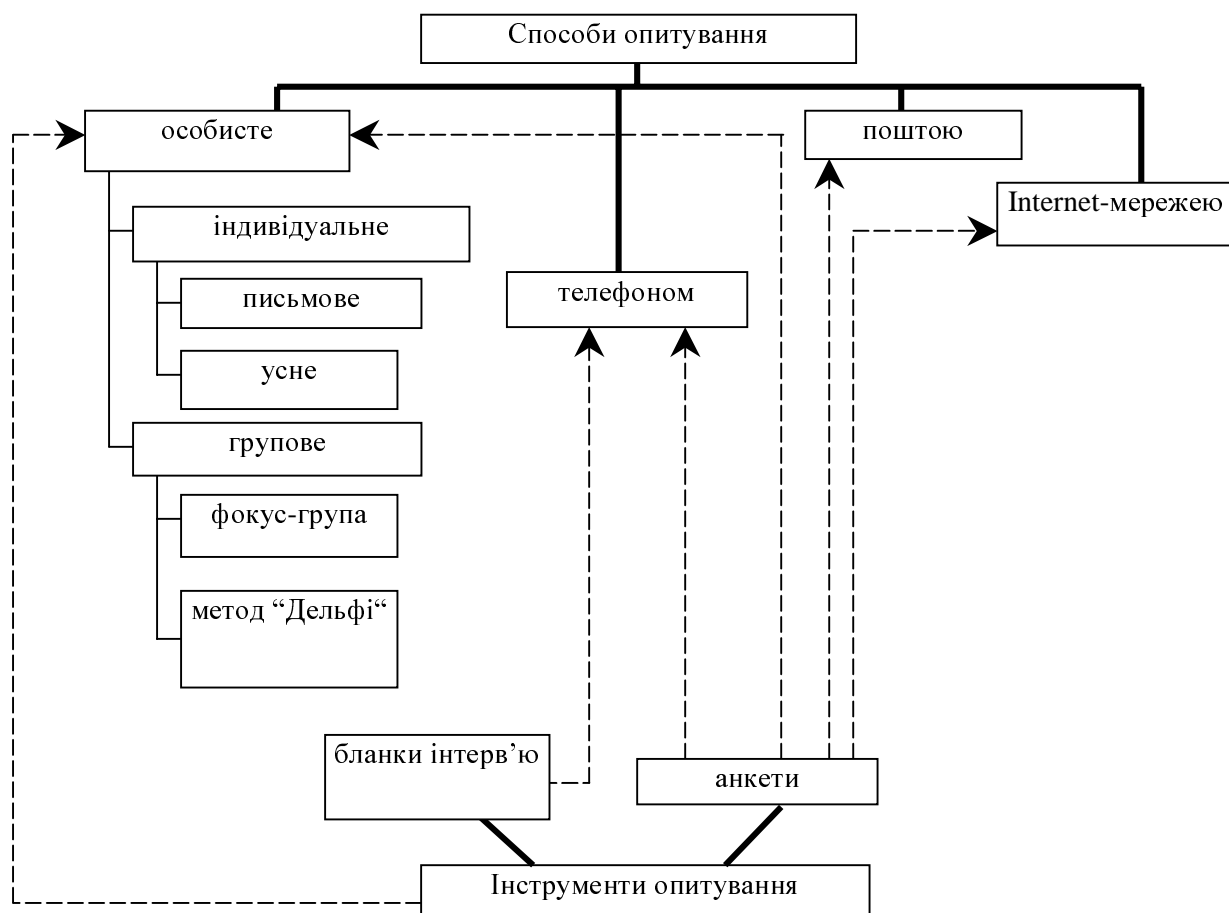 Способи опитування
особисте
поштою
Internet-мережею
індивідуальне
телефоном
письмове
усне
групове
фокус-група
метод “Дельфі“
бланки інтерв’ю
анкети
Інструменти опитування